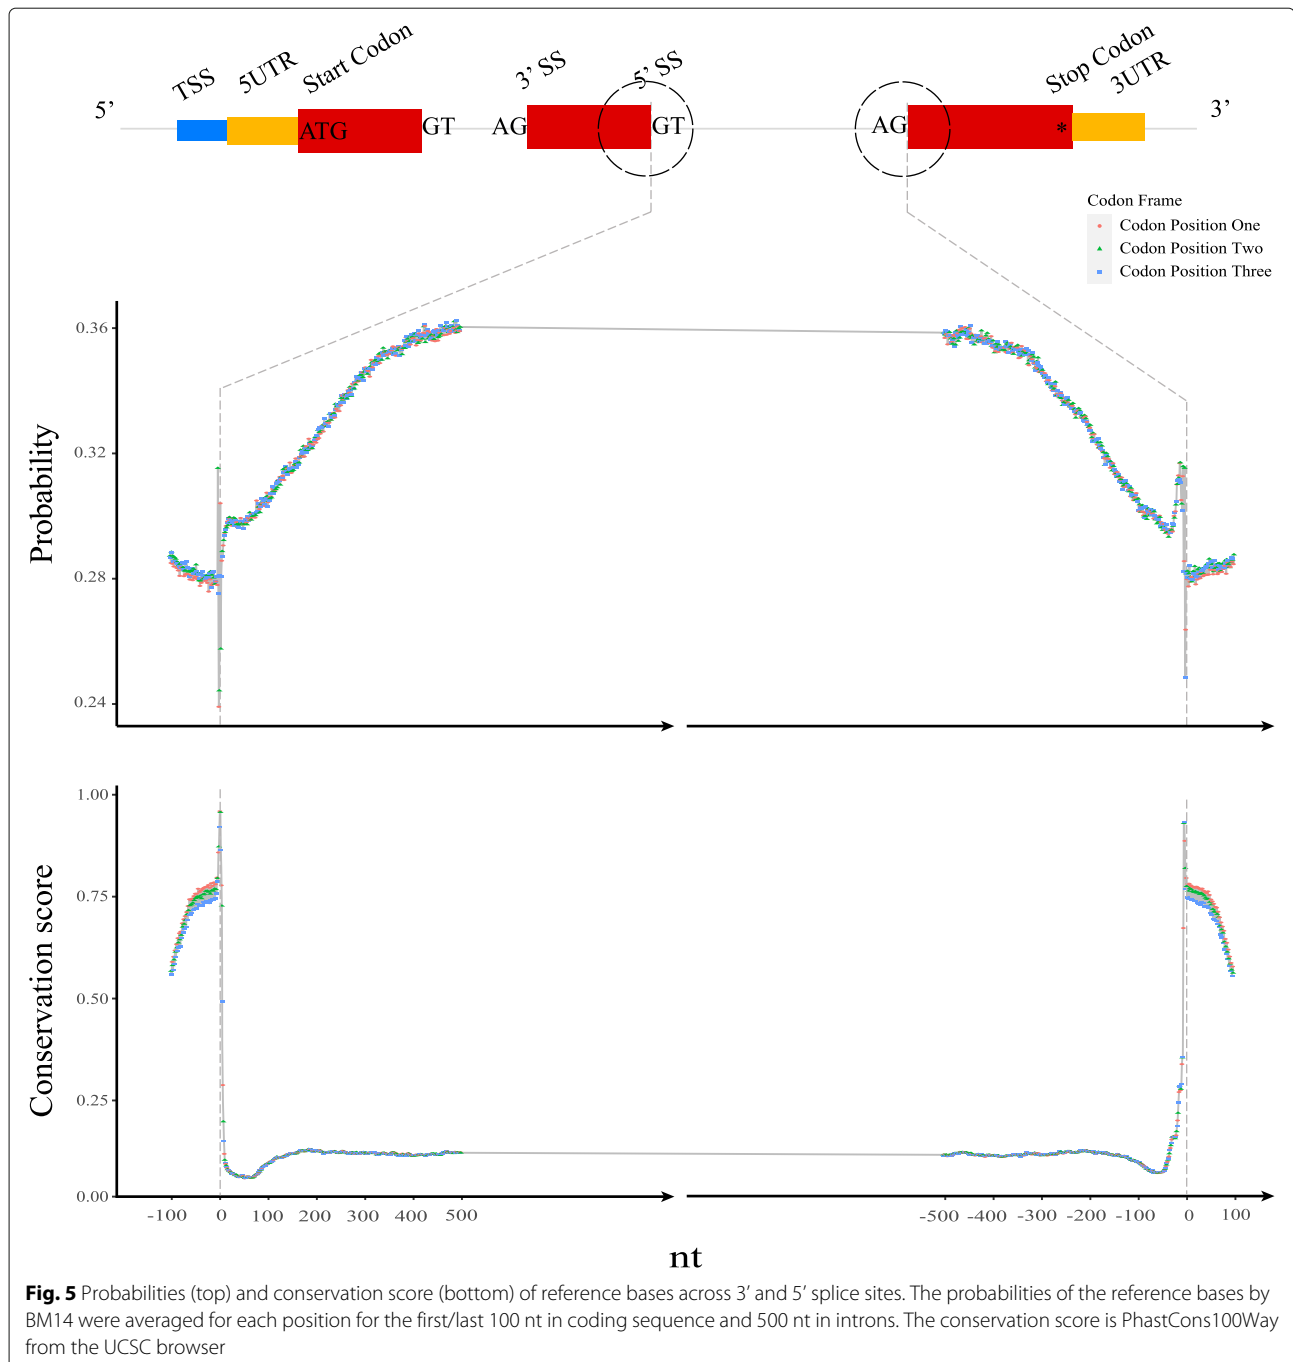 TSS
5UTR
Start Codon
3’ SS
5’ SS
Stop Codon
3UTR
5’
ATG
GT
AG
GT
AG
*
3’
Codon Frame
Codon Position One
Codon Position Two
Codon Position Three
Probability
0.36
0.32
0.28
0.24
Conservation score
1.00
0.75
0.50
0.25
0.00
-100 0 100 200 300 400 500 -500 -400 -300 -200 -100 0 100
nt
Fig. 5 Probabilities (top) and conservation score (bottom) of reference bases across 3′ and 5′ splice sites. The probabilities of the reference bases by
BM14 were averaged for each position for the first/last 100 nt in coding sequence and 500 nt in introns. The conservation score is PhastCons100Way
from the UCSC browser